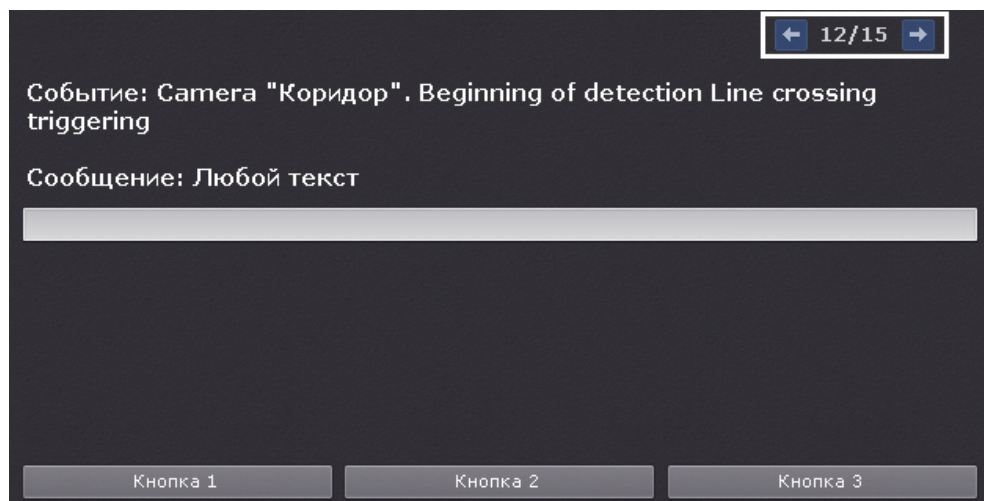 ← 12/15 →
Событие: Camera "Коридор". Beginning of detection Line crossing
triggering
Сообщение: Любой текст
Кнопка 1 Кнопка 2 Кнопка 3